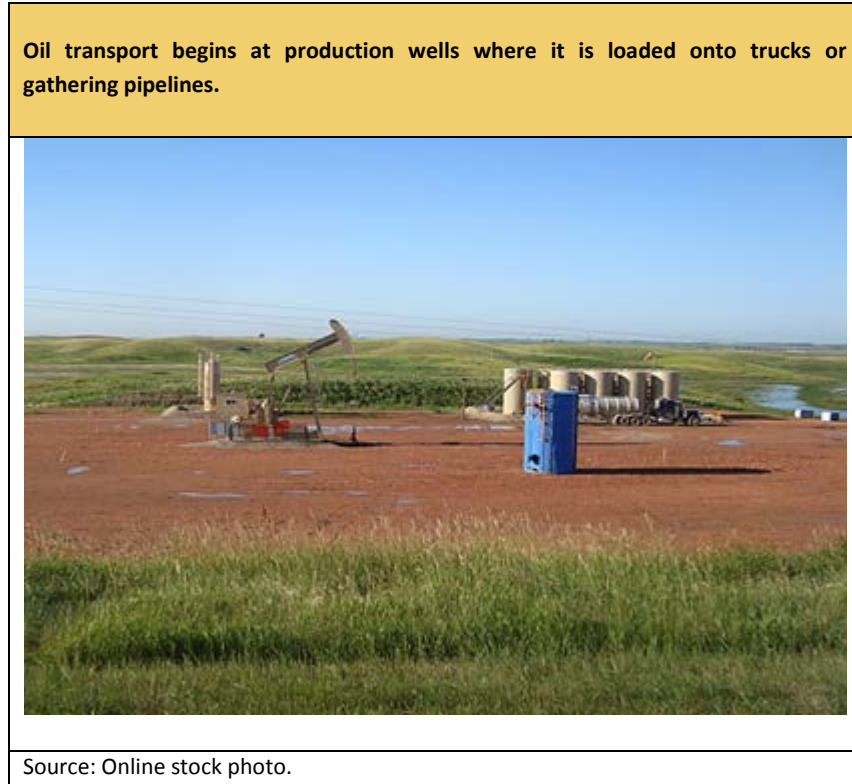 Oil transport begins at production wells where it is loaded onto trucks or
gathering pipelines.
Source: Online stock photo.